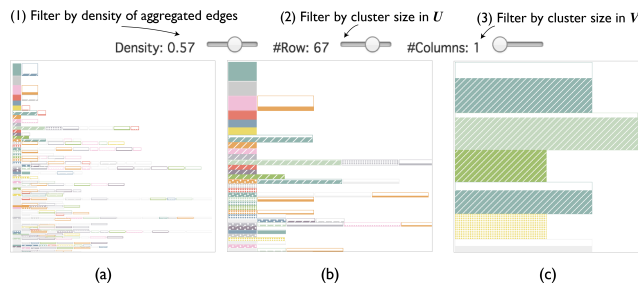 (1) Filter by density of aggregated edges
(2) Filter by cluster size in U
(3) Filter by cluster size in V
Density: 0.57
#Row: 67
#Columns: 1
(a)
(b)
(c)